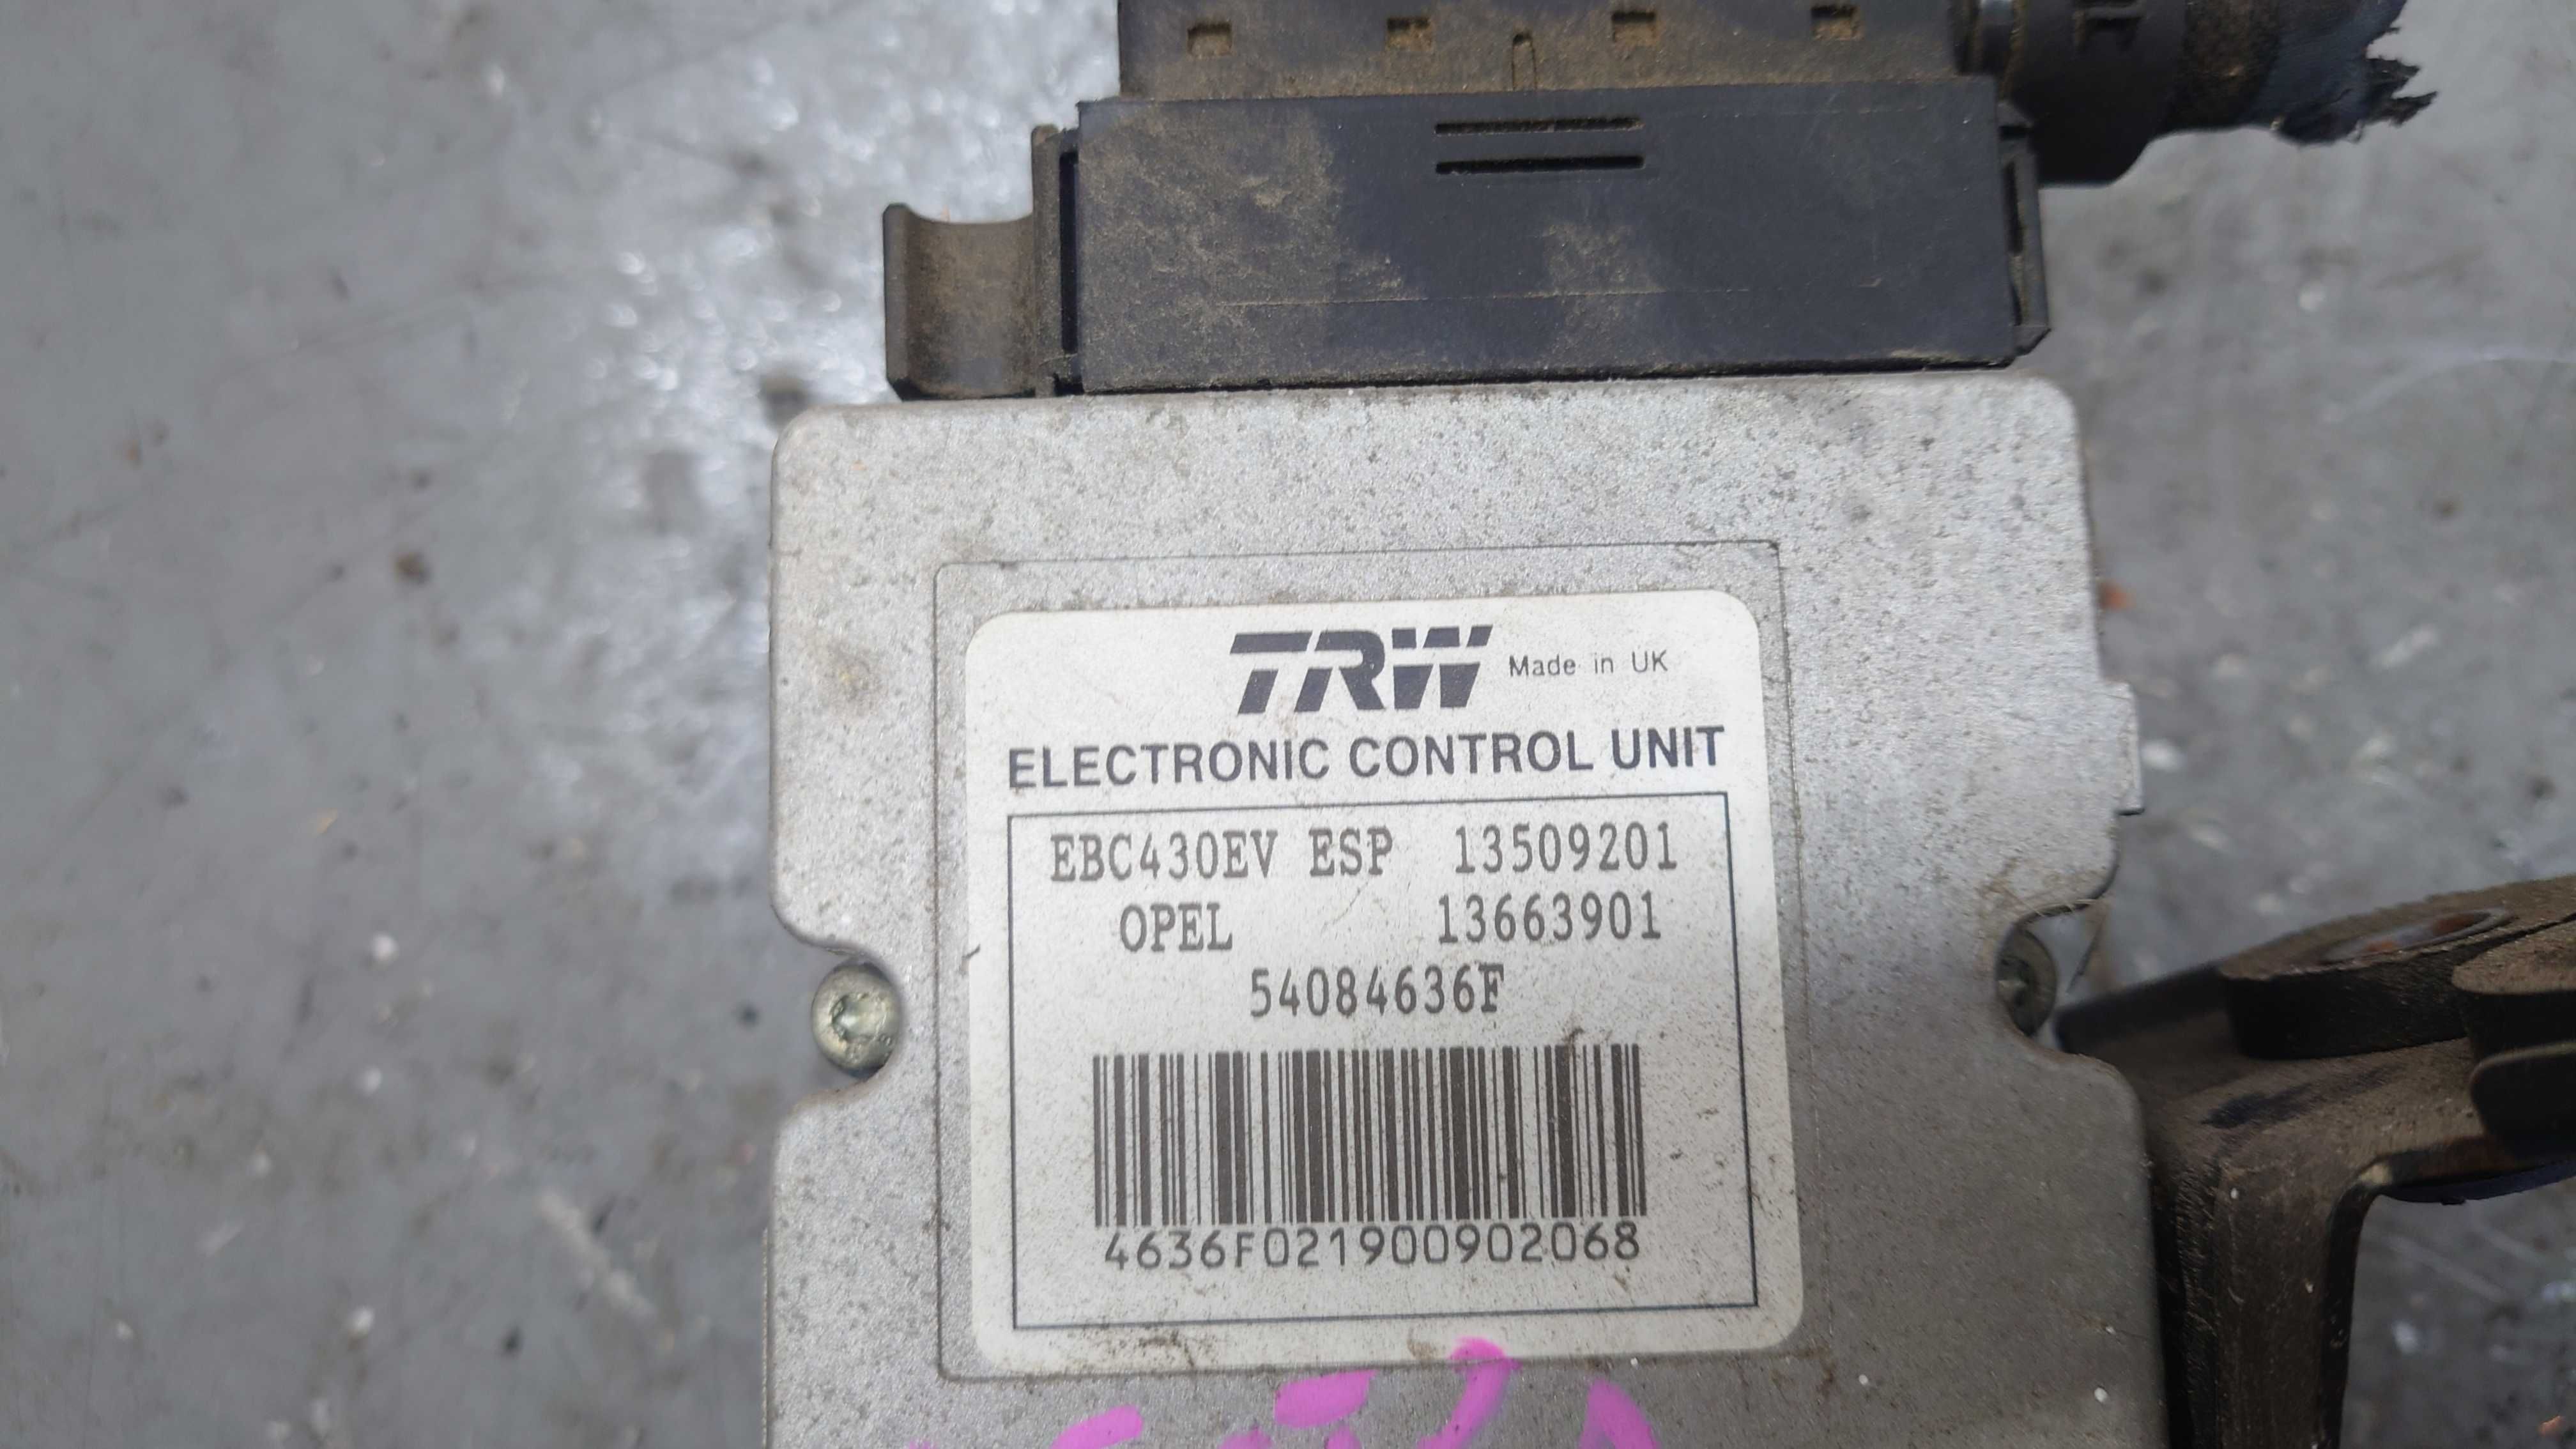 TRW Made in UK
ELECTRONIC CONTROL UNIT
EBC430EV ESP 13509201
OPEL 13663901
54084636F
4636F021900902068